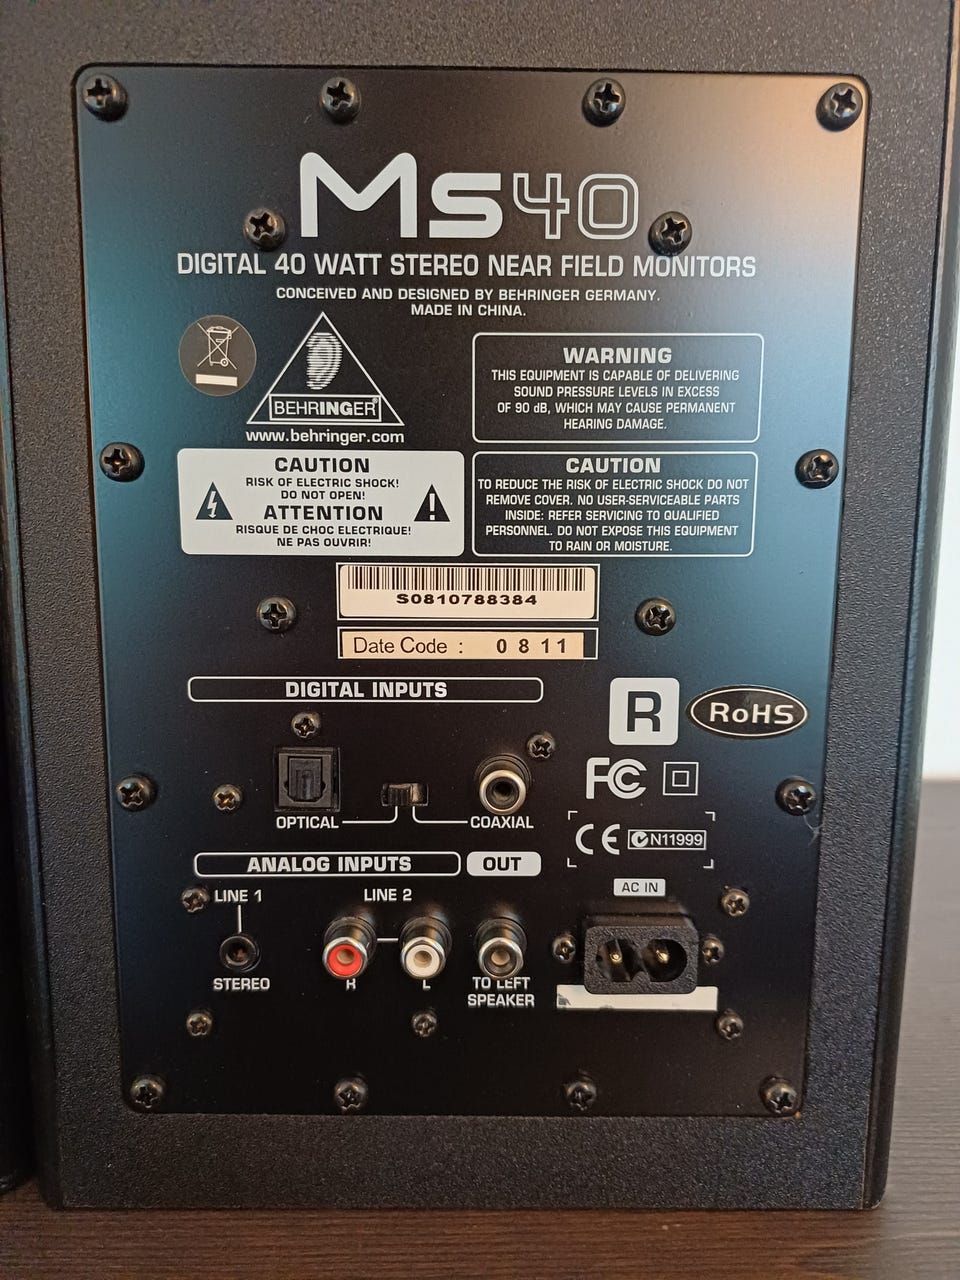 Ms40
DIGITAL 40 WATT STEREO NEAR FIELD MONITORS
CONCEIVED AND DESIGNED BY BEHRINGER GERMANY.
MADE IN CHINA.
BEHRINGER
www.behringer.com
WARNING
THIS EQUIPMENT IS CAPABLE OF DELIVERING
SOUND PRESSURE LEVELS IN EXCESS
OF 90 dB, WHICH MAY CAUSE PERMANENT
HEARING DAMAGE.
CAUTION
RISK OF ELECTRIC SHOCK!
DO NOT OPEN!
ATTENTION
RISQUE DE CHOC ELECTRIQUE!
NE PAS OUVRIR!
CAUTION
TO REDUCE THE RISK OF ELECTRIC SHOCK DO NOT
REMOVE COVER. NO USER-SERVICEABLE PARTS
INSIDE: REFER SERVICING TO QUALIFIED
PERSONNEL. DO NOT EXPOSE THIS EQUIPMENT
TO RAIN OR MOISTURE.
S0810788384
Date Code : 0811
DIGITAL INPUTS
R
RoHS
OPTICAL
COAXIAL
FC
CE N11999
ANALOG INPUTS
OUT
AC IN
LINE 1
LINE 2
STEREO
R
L
TO LEFT
SPEAKER